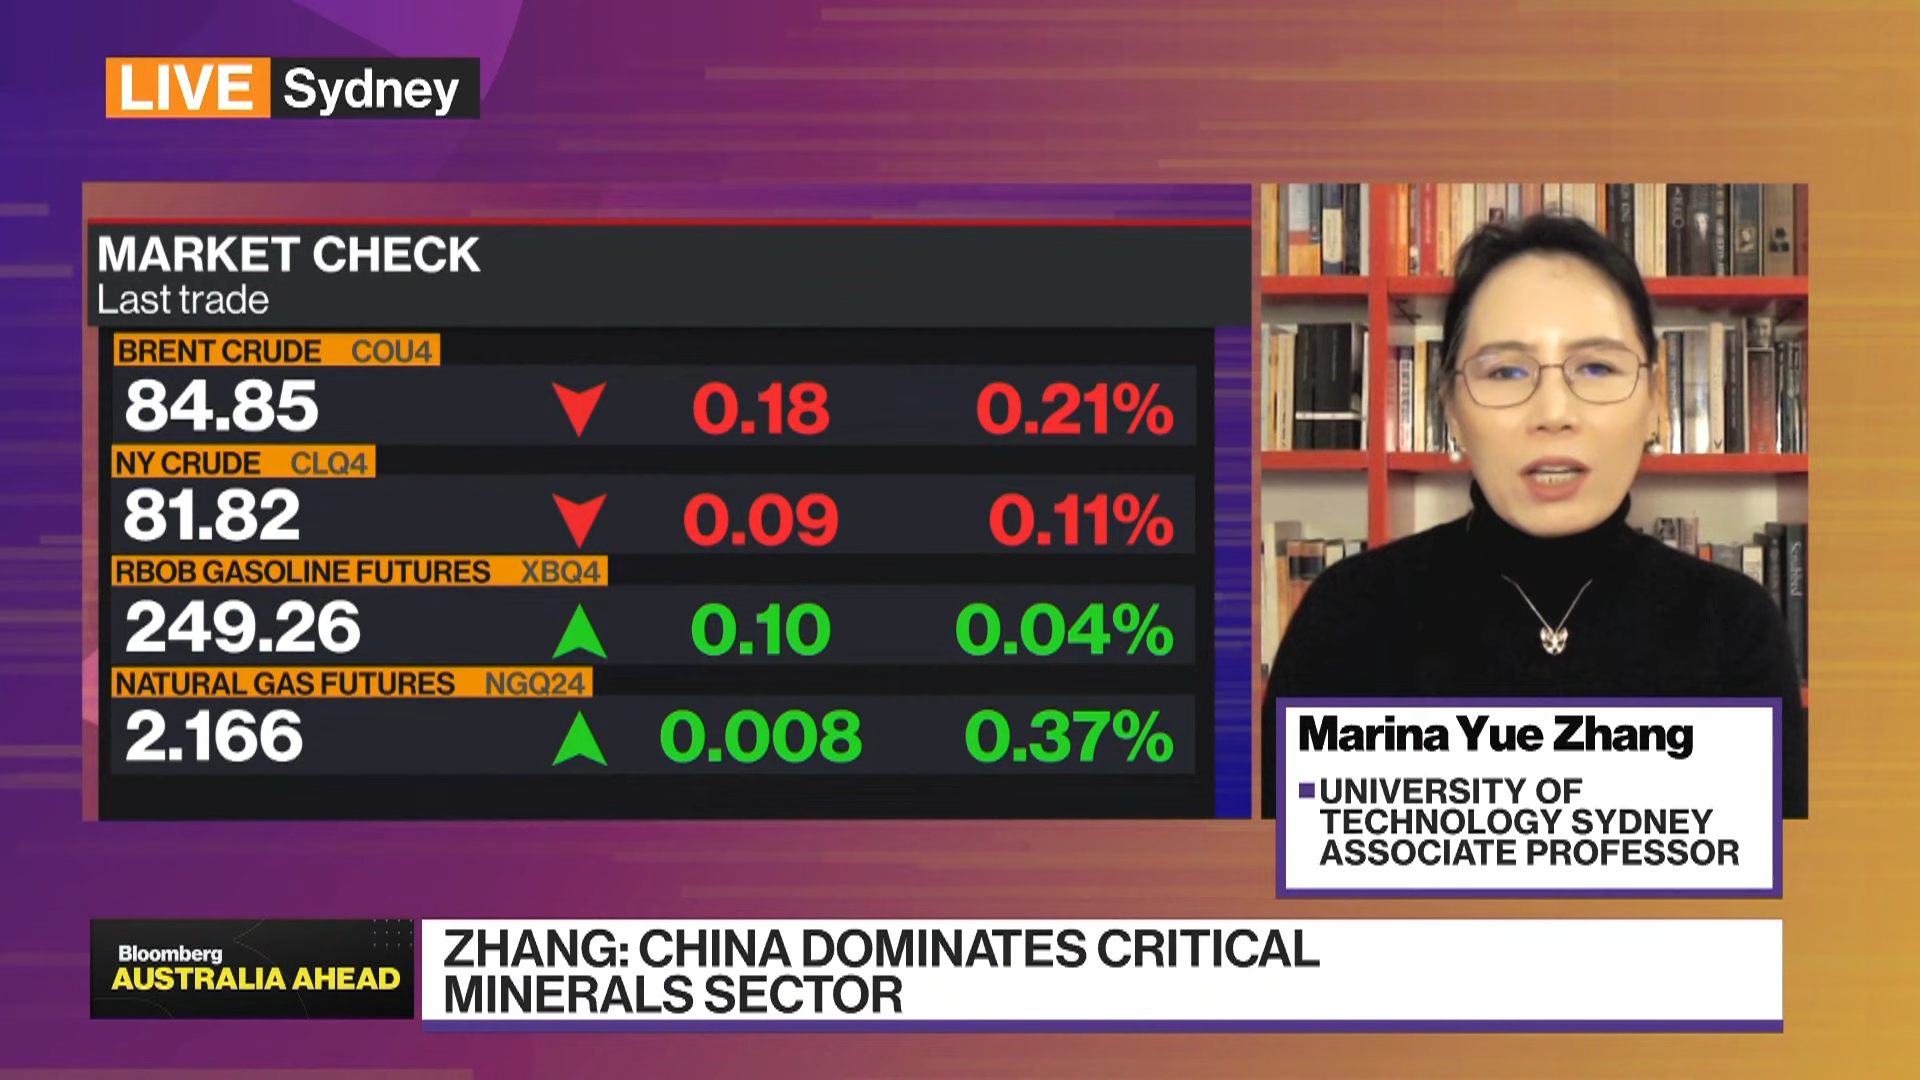 LIVE Sydney
MARKET CHECK
Last trade
BRENT CRUDE COU4
84.85 0.18 0.21%
NY CRUDE CLQ4
81.82 0.09 0.11%
RBOB GASOLINE FUTURES XBQ4
249.26 0.10 0.04%
NATURAL GAS FUTURES NGQ24
2.166 0.008 0.37%
Marina Yue Zhang
UNIVERSITY OF
TECHNOLOGY SYDNEY
ASSOCIATE PROFESSOR
Bloomberg
AUSTRALIA AHEAD
ZHANG: CHINA DOMINATES CRITICAL
MINERALS SECTOR